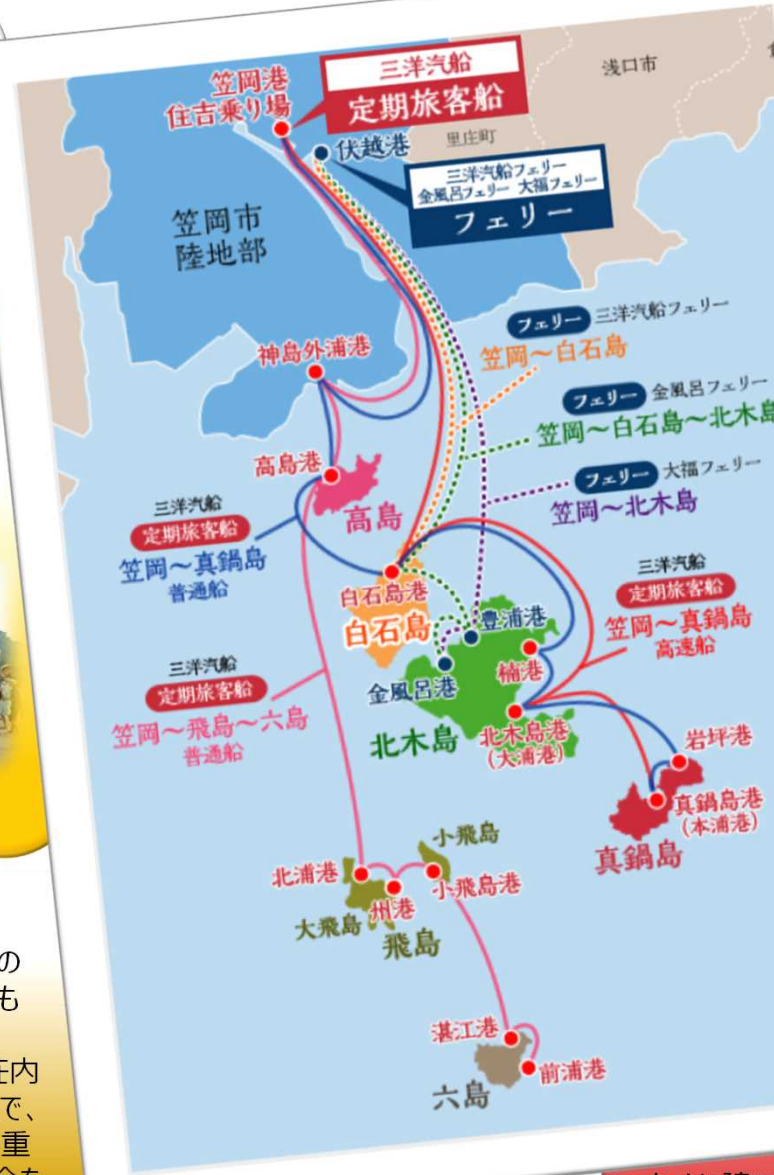 三洋汽船
定期旅客船
笠岡港
住吉乗り場
浅口市
里庄町
伏越港
三洋汽船フェリー
金風呂フェリー 大福フェリー
フェリー
笠岡市
陸地部
フェリー 三洋汽船フェリー
笠岡～白石島
神島外浦港
フェリー 金風呂フェリー
笠岡～白石島～北木島
高島港
高島
フェリー 大福フェリー
笠岡～北木島
三洋汽船
定期旅客船
笠岡～真鍋島
普通船
三洋汽船
定期旅客船
笠岡～真鍋島
高速船
白石島港
白石島
豊浦港
楠港
金風呂港
三洋汽船
定期旅客船
笠岡～飛島～六島
普通船
北木島
北木島港
(大浦港)
岩坪港
真鍋島港
(本浦港)
真鍋島
小飛島
北浦港
小飛島港
州港
大飛島
飛島
の
も
荘内
で、
重
湛江港
前浦港
六島